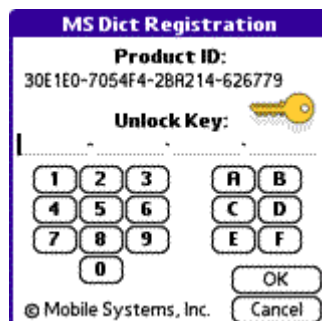 MS Dict Registration
Product ID:
30E1E0-7054F4-2BA214-626779
Unlock Key:
- - -
1 2 3 A B
4 5 6 C D
7 8 9 E F
0
OK
© Mobile Systems, Inc. Cancel